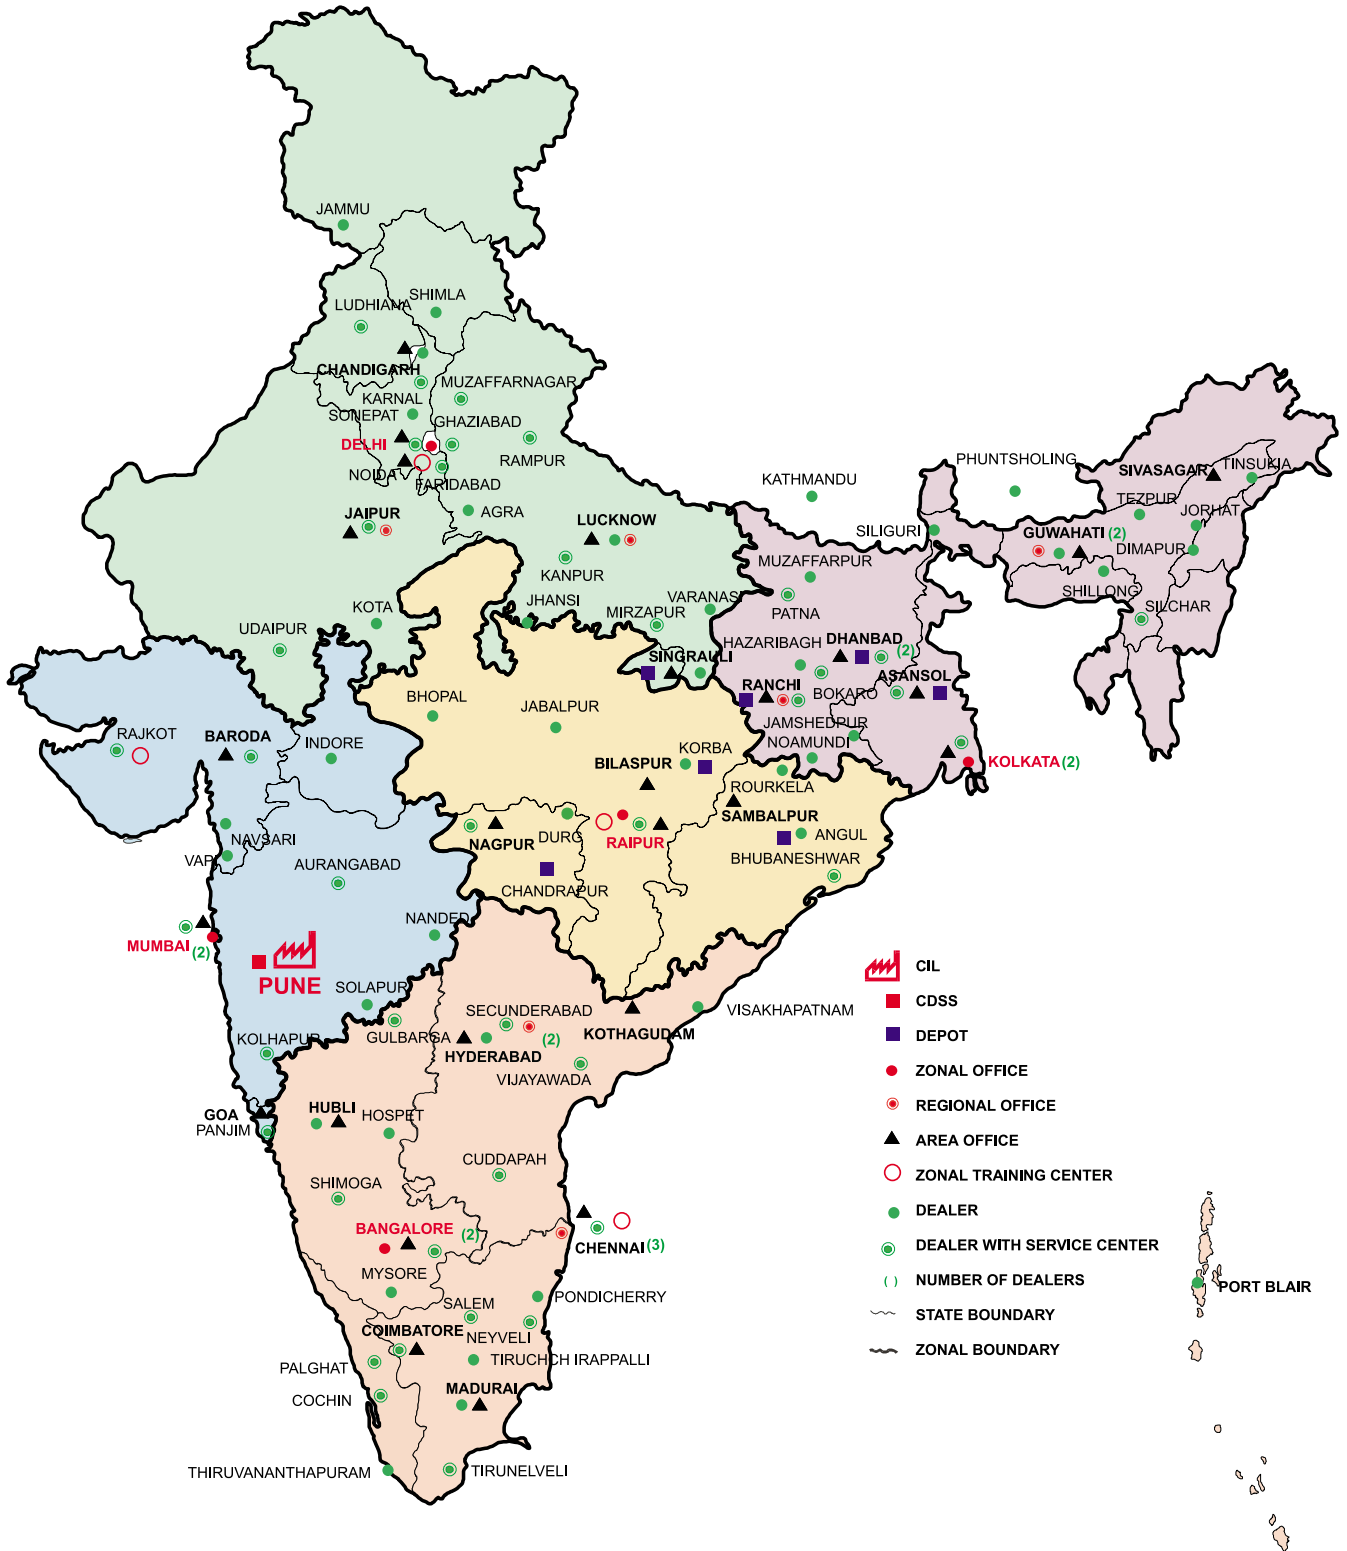 JAMMU
SHIMLA
LUDHIANA
CHANDIGARH
MUZAFFARNAGAR
KARNAL
SONEPAT
GHAZIABAD
DELHI
RAMPUR
NOIDA
FARIDABAD
AGRA
JAIPUR
LUCKNOW
KANPUR
KATHMANDU
PHUNTSHOLING
SIVASAGAR
TINSUKIA
TEZPUR
JORHAT
SILIGURI
GUWAHATI (2)
DIMAPUR
SHILLONG
SILCHAR
MUZAFFARPUR
PATNA
VARANAS
MIRZAPUR
JHANSI
KOTA
UDAIPUR
HAZARIBAGH
DHANBAD
(2)
SINGRAULI
RANCHI
BOKARO
ASANSOL
JAMSHEDPUR
NOAMUNDI
KOLKATA (2)
BHOPAL
JABALPUR
KORBA
BILASPUR
ROURKELA
SAMBALPUR
ANGUL
BHUBANESHWAR
RAJKOT
BARODA
INDORE
NAVSARI
VAPI
NAGPUR
DURG
RAIPUR
CHANDRAPUR
AURANGABAD
NANDED
MUMBAI (2)
PUNE
SOLAPUR
KOLHAPUR
GULBARGA
SECUNDERABAD
(2)
HYDERABAD
KOTHAGUDAM
VISAKHAPATNAM
VIJAYAWADA
GOA
PANJIM
HUBLI
HOSPET
CUDDAPAH
SHIMOGA
BANGALORE (2)
CHENNAI (3)
MYSORE
SALEM
PONDICHERRY
COIMBATORE
NEYVELI
PALGHAT
TIRUCHCH IRAPPALLI
COCHIN
MADURAI
THIRUVANANTHAPURAM
TIRUNELVELI
PORT BLAIR
CIL
CDSS
DEPOT
ZONAL OFFICE
REGIONAL OFFICE
AREA OFFICE
ZONAL TRAINING CENTER
DEALER
DEALER WITH SERVICE CENTER
( ) NUMBER OF DEALERS
STATE BOUNDARY
ZONAL BOUNDARY